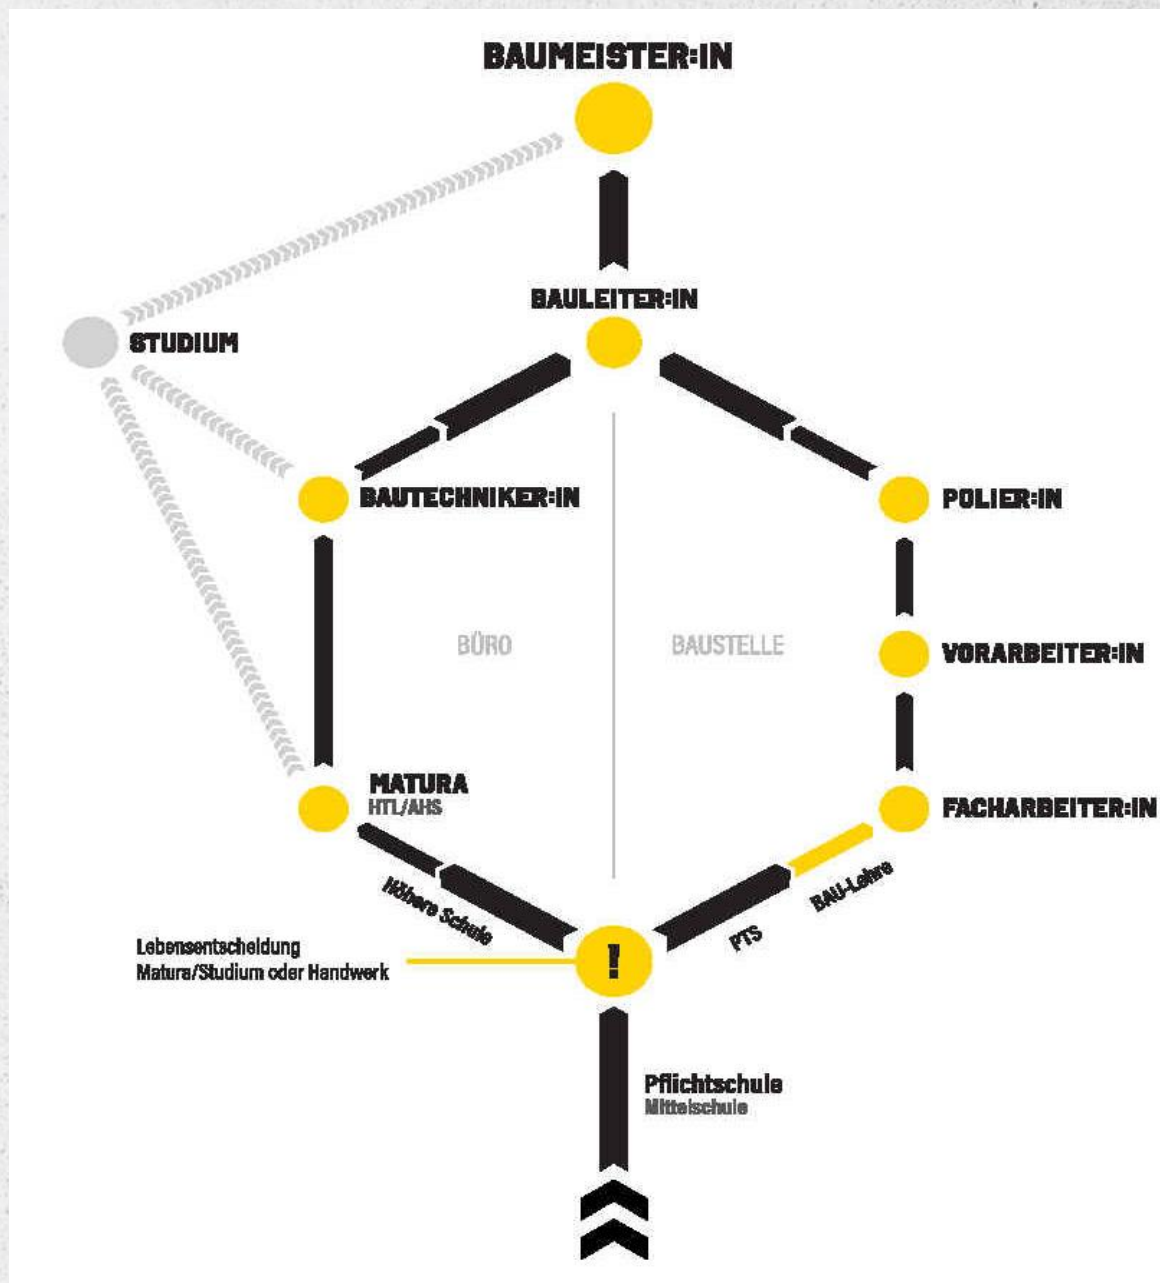 BAUMEISTER:IN
BAULEITER:IN
STUDIUM
BAUTECHNIKER:IN
POLIER:IN
BÜRO
BAUSTELLE
VORARBEITER:IN
MATURA
HTL/AHS
FACHARBEITER:IN
Höhere Schule
PTS
BAU-Lehre
Lebensentscheidung
Matura/Studium oder Handwerk
!
Pflichtschule
Mittelschule